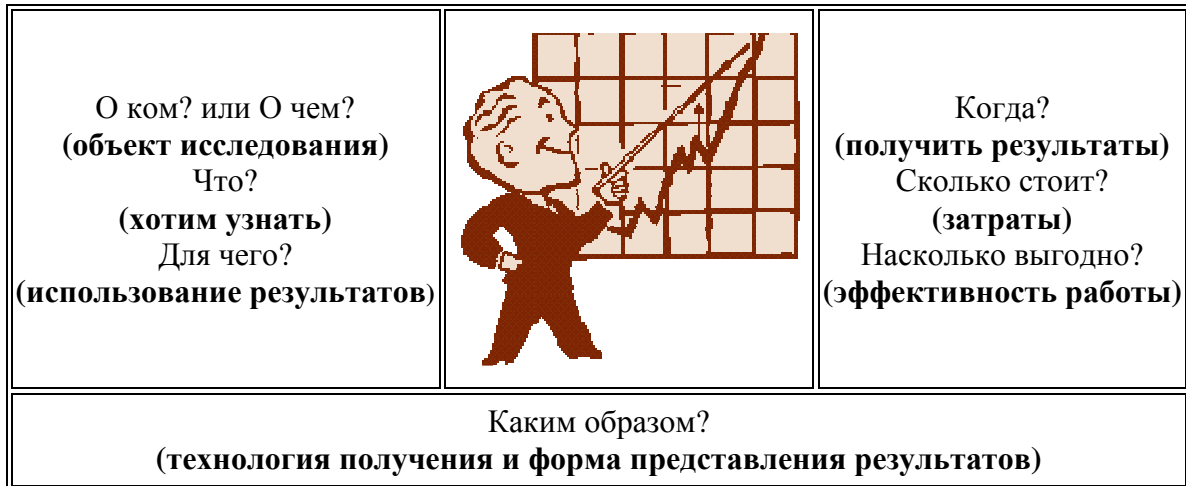 О ком? или О чем?
(объект исследования)
Что?
(хотим узнать)
Для чего?
(использование результатов)
Когда?
(получить результаты)
Сколько стоит?
(затраты)
Насколько выгодно?
(эффективность работы)
Каким образом?
(технология получения и форма представления результатов)